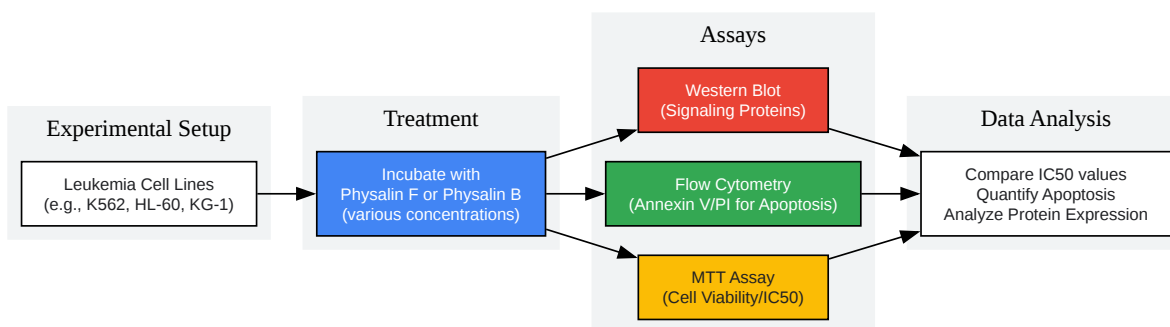 Experimental Setup
Leukemia Cell Lines
(e.g., K562, HL-60, KG-1)
Treatment
Incubate with
Physalin F or Physalin B
(various concentrations)
Assays
Western Blot
(Signaling Proteins)
Flow Cytometry
(Annexin V/PI for Apoptosis)
MTT Assay
(Cell Viability/IC50)
Data Analysis
Compare IC50 values
Quantify Apoptosis
Analyze Protein Expression